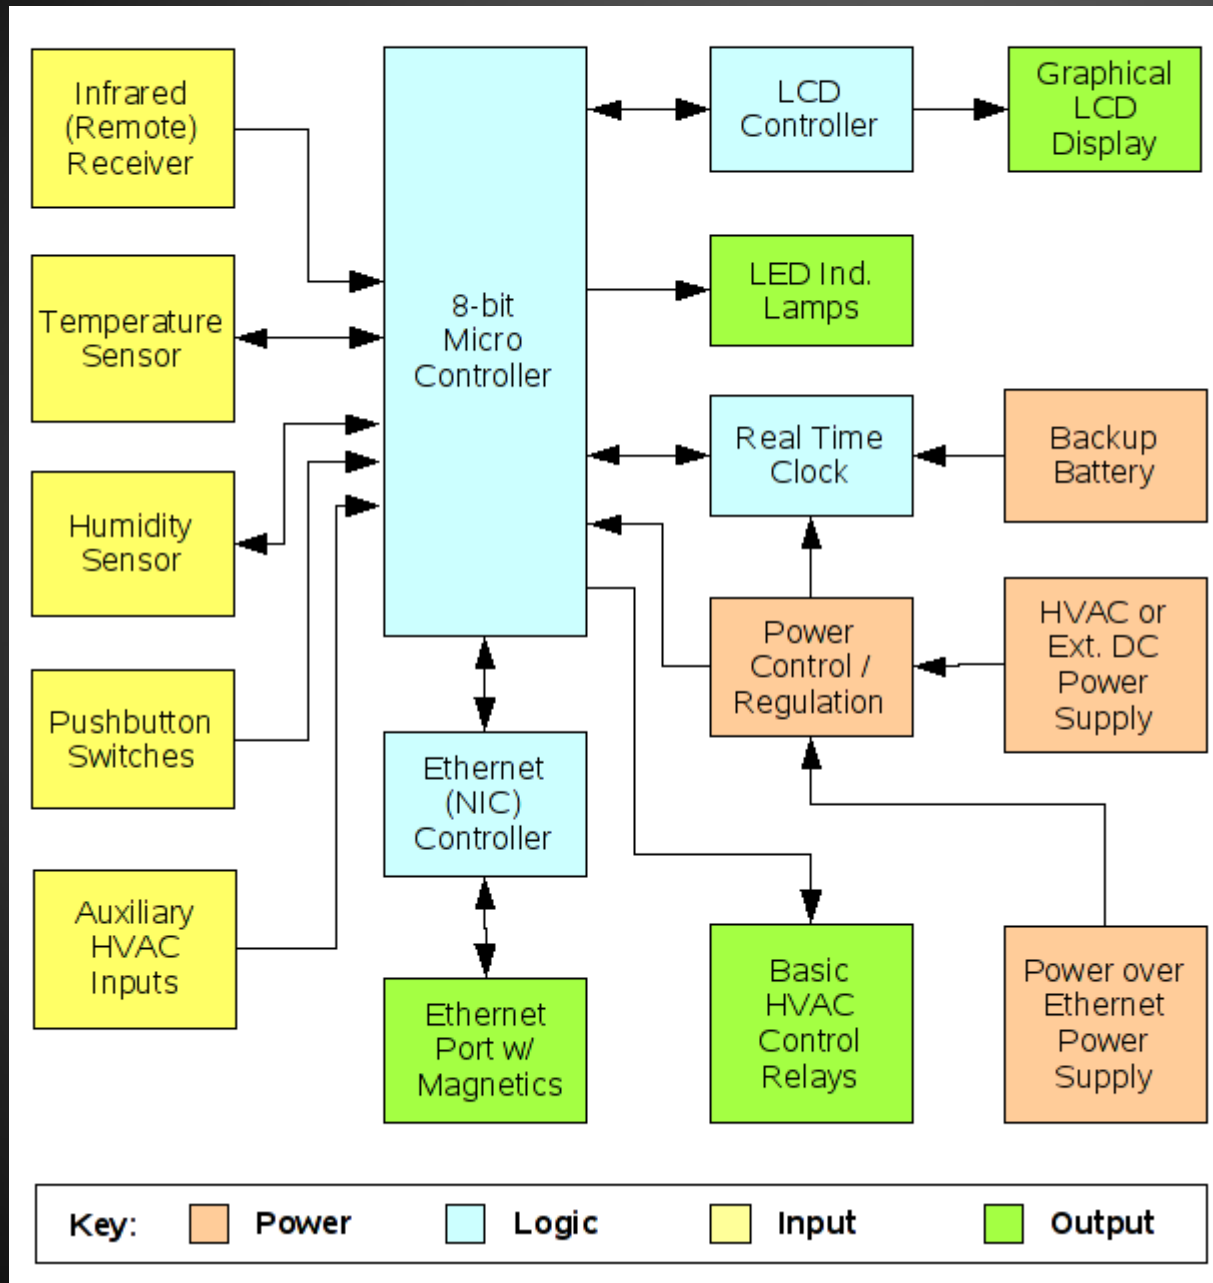 Infrared
(Remote)
Receiver
Temperature
Sensor
Humidity
Sensor
Pushbutton
Switches
Auxiliary
HVAC
Inputs
8-bit
Micro
Controller
Ethernet
(NIC)
Controller
Ethernet
Port w/
Magnetics
LCD
Controller
Graphical
LCD
Display
LED Ind.
Lamps
Real Time
Clock
Backup
Battery
Power
Control /
Regulation
HVAC or
Ext. DC
Power
Supply
Basic
HVAC
Control
Relays
Power over
Ethernet
Power
Supply
Key: Power Logic Input Output